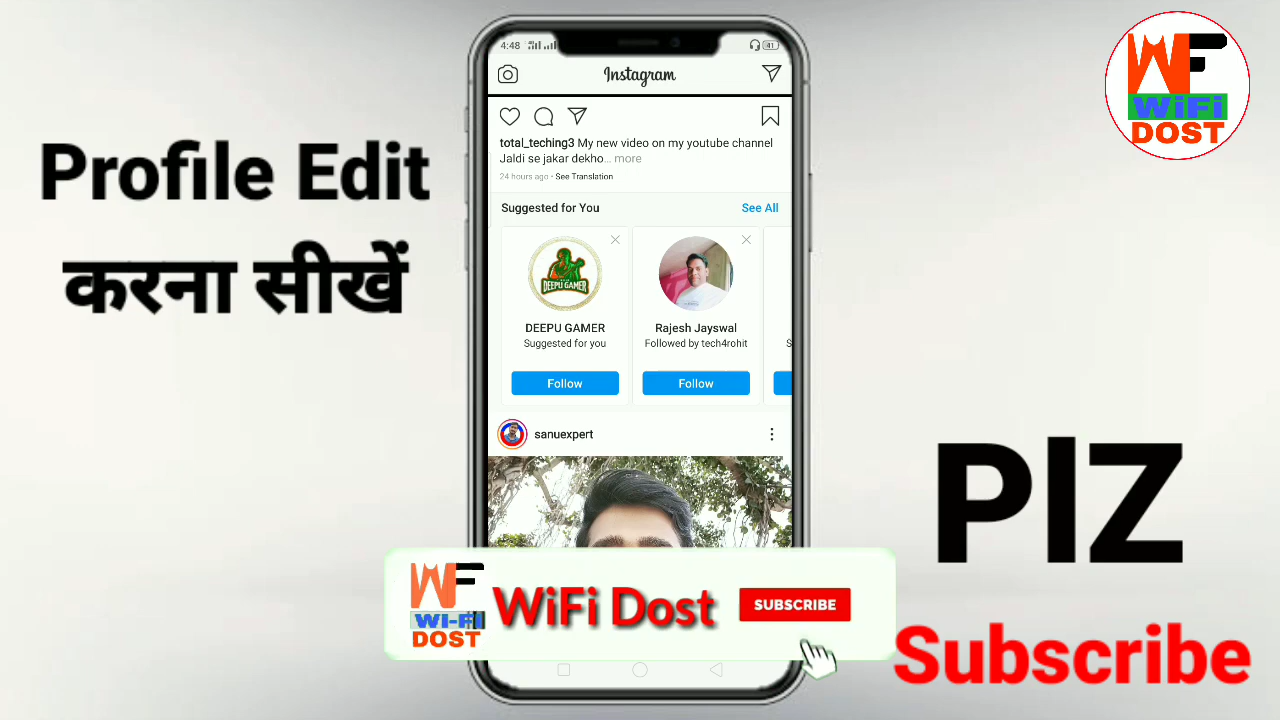 Profile Edit
करना सीखें
4:48
41
Instagram
total_teching3 My new video on my youtube channel
Jaldi se jakar dekho... more
24 hours ago • See Translation
Suggested for You
See All
DEEPU GAMER
DEEPU GAMER
Suggested for you
Follow
Rajesh Jayswal
Followed by tech4rohit
Follow
S
sanuexpert
WF
WiFi
DOST
WF
WI-FI
DOST
WiFi Dost
SUBSCRIBE
PlZ
Subscribe